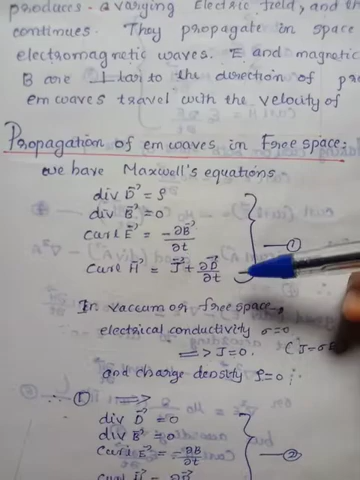 produces a varying Electric field, and th
continues. They propagate in space
electromagnetic waves. E and magnetic
B are ⊥lar to the direction of pr
em waves travel with the velocity of
Propagation of em waves in Free space:
we have Maxwell's equations
div D⃗ = ρ
div B⃗ = 0
Curl E⃗ = -∂B⃗/∂t
Curl H⃗ = J⃗ + ∂D⃗/∂t ①
In vaccum or free space,
electrical conductivity σ=0
=> J=0. (J=σE
and charge density ρ=0;
∴ ① =>
div D⃗ = 0
div B⃗ = 0
Curl E⃗ = -∂B/∂t ②
Curl H⃗ = ∂D⃗